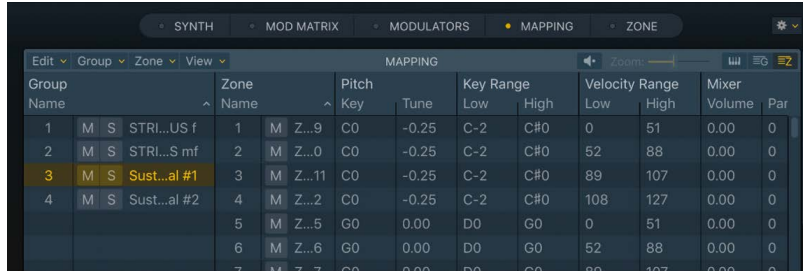 SYNTH MOD MATRIX MODULATORS MAPPING ZONE
Edit Group Zone View MAPPING Zoom:
Group Zone Pitch Key Range Velocity Range Mixer
Name Name Key Tune Low High Low High Volume Par
1 M S STRI...US f 1 M Z...9 C0 -0.25 C-2 C#0 0 51 0.00 0
2 M S STRI...S mf 2 M Z...0 C0 -0.25 C-2 C#0 52 88 0.00 0
3 M S Sust...al #1 3 M Z...11 C0 -0.25 C-2 C#0 89 107 0.00 0
4 M S Sust...al #2 4 M Z...2 C0 -0.25 C-2 C#0 108 127 0.00 0
5 M Z...5 G0 0.00 D0 G0 0 51 0.00 0
6 M Z...6 G0 0.00 D0 G0 52 88 0.00 0